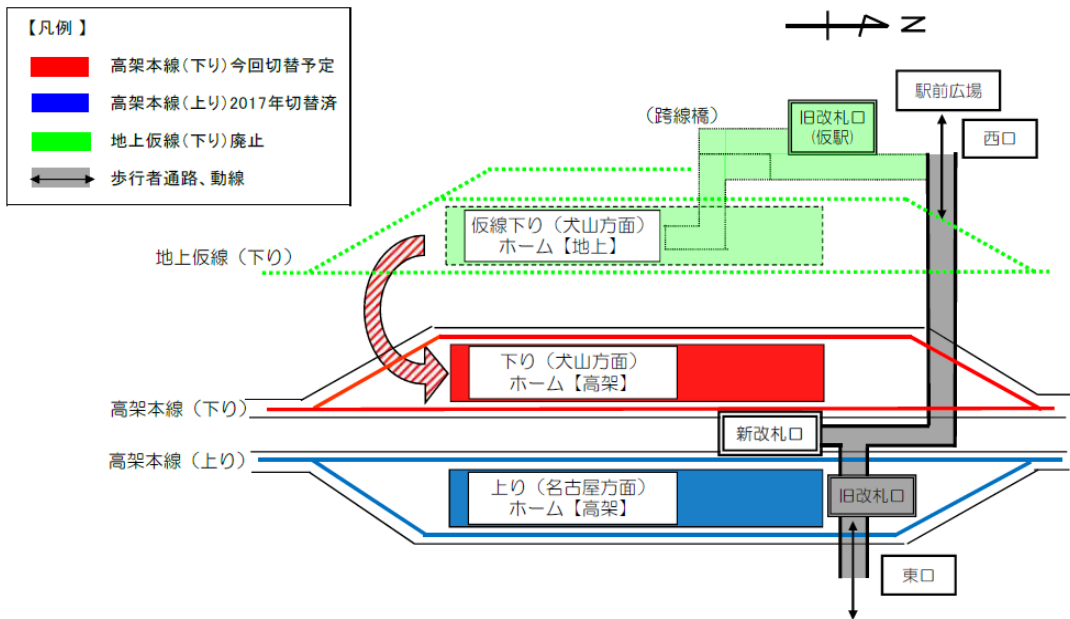 【凡例】
高架本線(下り)今回切替予定
高架本線(上り)2017年切替済
地上仮線(下り)廃止
歩行者通路、動線
N
駅前広場
西口
(跨線橋)
旧改札口
(仮駅)
仮線下り(犬山方面)
ホーム【地上】
地上仮線(下り)
下り(犬山方面)
ホーム【高架】
高架本線(下り)
新改札口
高架本線(上り)
上り(名古屋方面)
ホーム【高架】
旧改札口
東口